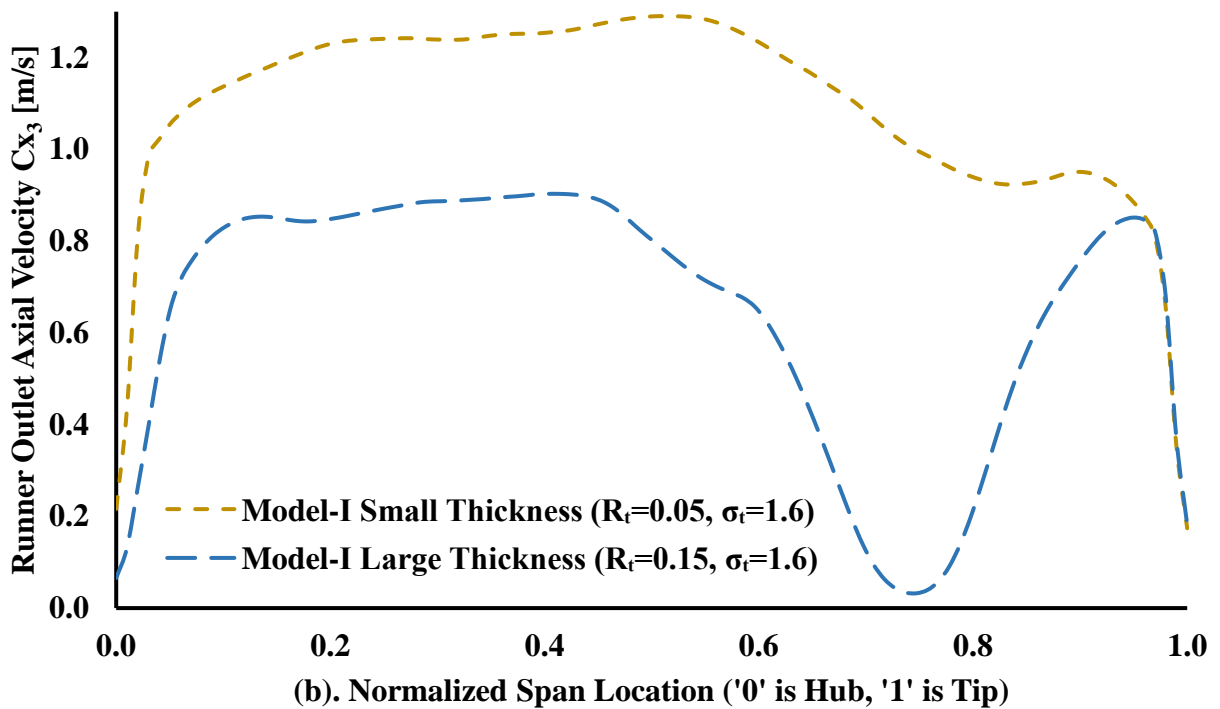 Runner Outlet Axial Velocity Cx₃ [m/s]
1.2
1.0
0.8
0.6
0.4
0.2
0.0
Model-I Small Thickness (Rₜ=0.05, σₜ=1.6)
Model-I Large Thickness (Rₜ=0.15, σₜ=1.6)
0.0 0.2 0.4 0.6 0.8 1.0
(b). Normalized Span Location ('0' is Hub, '1' is Tip)